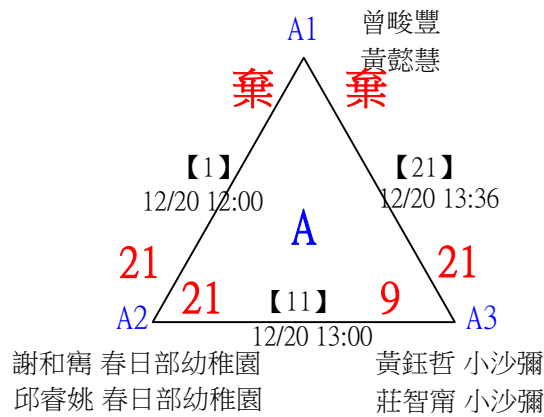 A1
曾畯豐
黃懿慧
棄 棄
【1】 【21】
12/20 12:00 12/20 13:36
A
21 21
21 【11】 9
A2 A3
12/20 13:00
謝和雋 春日部幼稚園 黃鈺哲 小沙彌
邱睿姚 春日部幼稚園 莊智甯 小沙彌